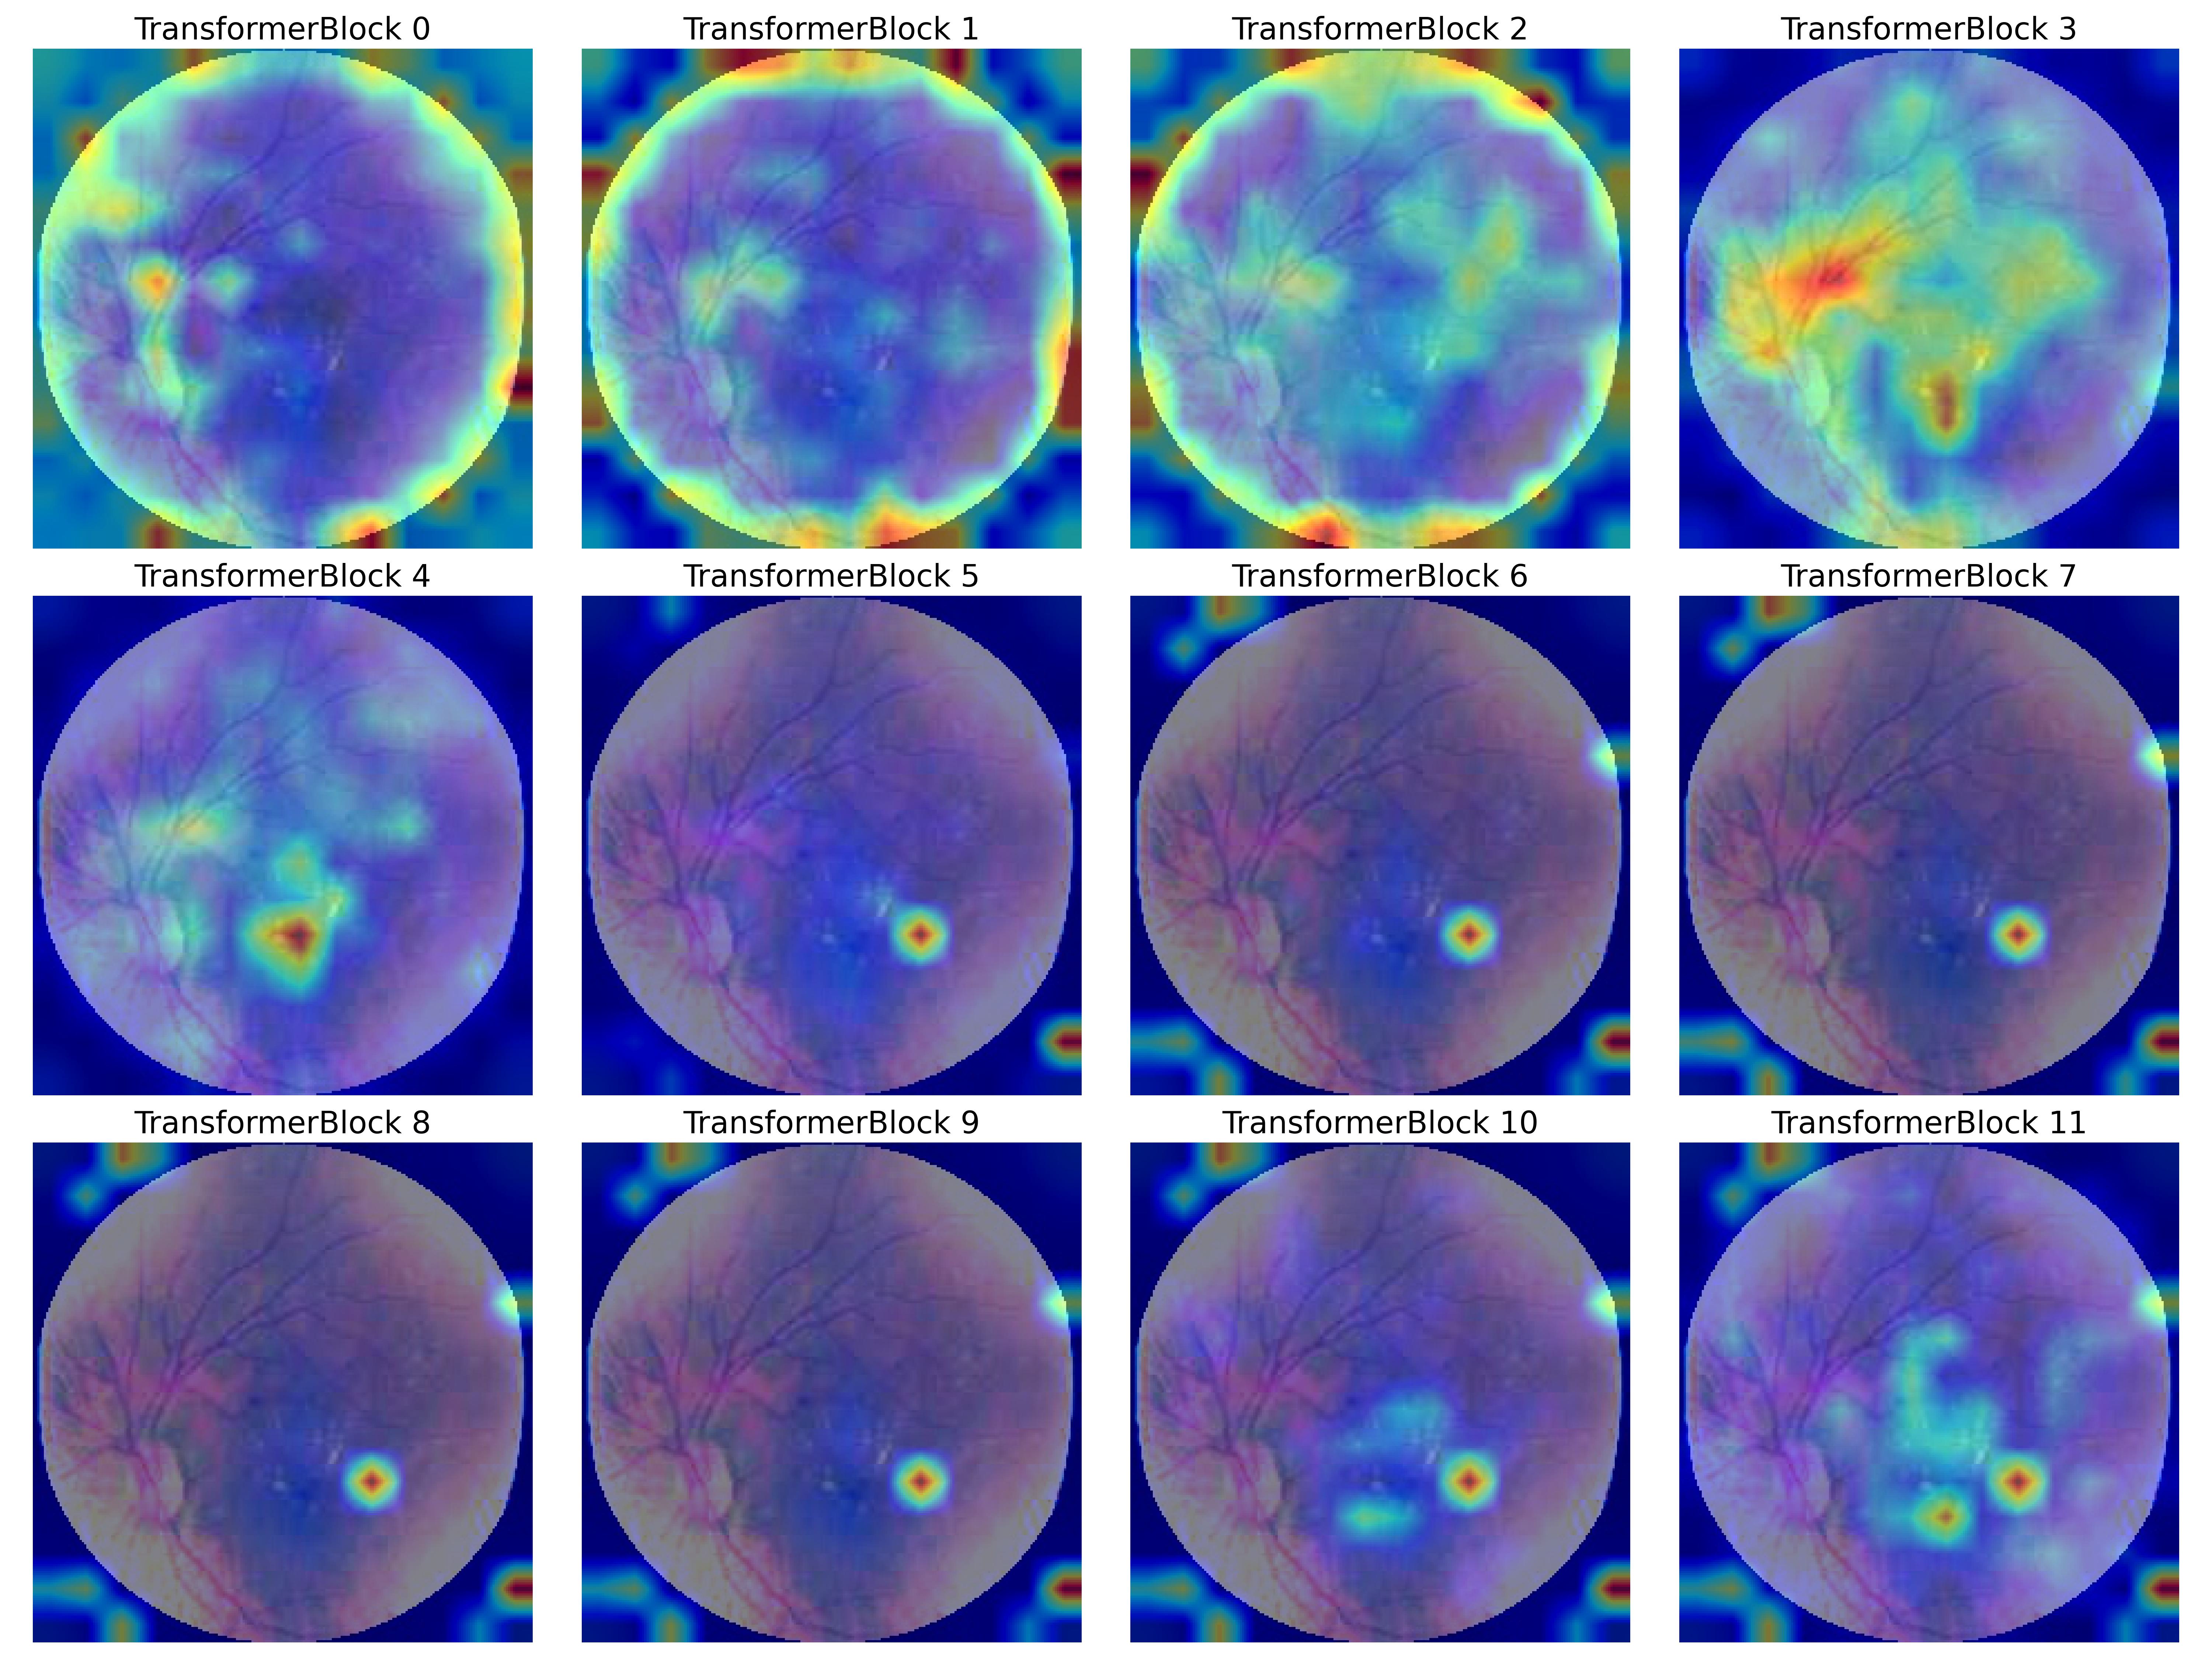 TransformerBlock 0
TransformerBlock 1
TransformerBlock 2
TransformerBlock 3
TransformerBlock 4
TransformerBlock 5
TransformerBlock 6
TransformerBlock 7
TransformerBlock 8
TransformerBlock 9
TransformerBlock 10
TransformerBlock 11